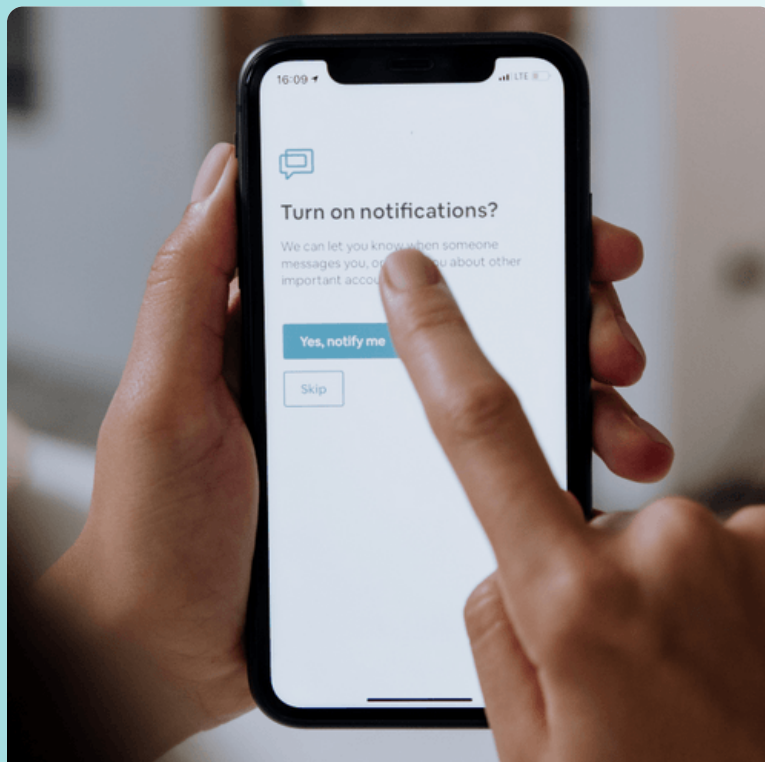 16:09
LTE
Turn on notifications?
We can let you know when someone
messages you, or you about other
important
Yes, notify me
Skip